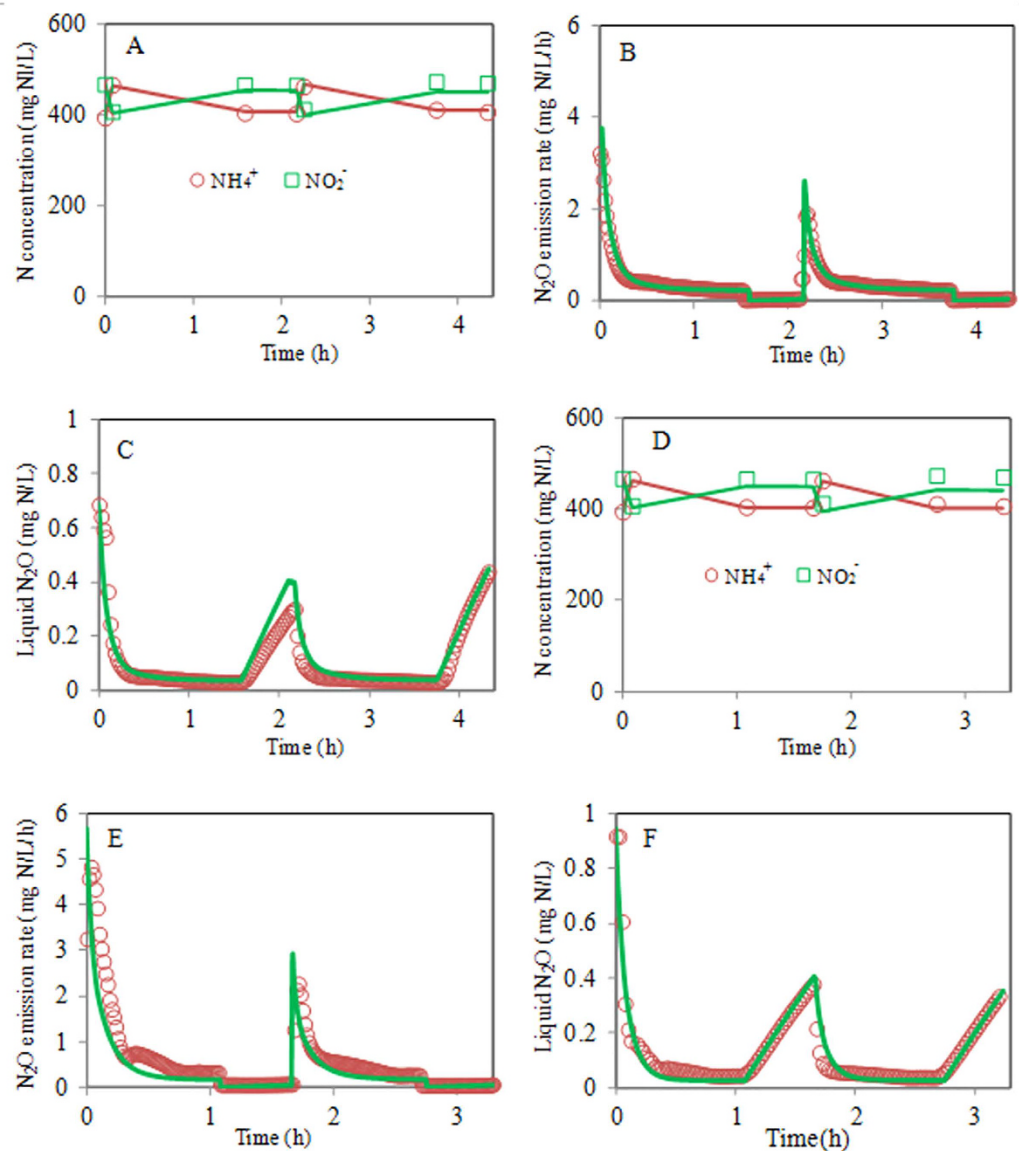 A
N concentration (mg N/L)
600
400
200
0
NH₄⁺ NO₂⁻
0 1 2 3 4
Time (h)
B
N₂O emission rate (mg N/L/h)
6
4
2
0
0 1 2 3 4
Time (h)
C
Liquid N₂O (mg N/L)
1
0.8
0.6
0.4
0.2
0
0 1 2 3 4
Time (h)
D
N concentration (mg N/L)
600
400
200
0
NH₄⁺ NO₂⁻
0 1 2 3
Time (h)
E
N₂O emission rate (mg N/L/h)
6
5
4
3
2
1
0
0 1 2 3
Time (h)
F
Liquid N₂O (mg N/L)
1
0.8
0.6
0.4
0.2
0
0 1 2 3
Time (h)